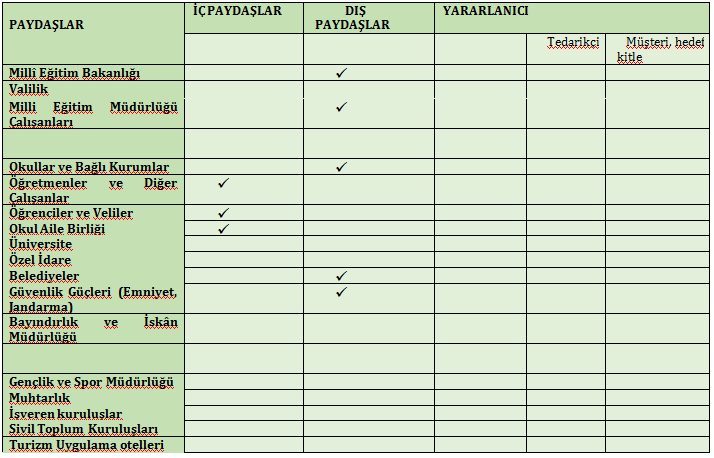 PAYDAŞLAR
İÇ PAYDAŞLAR
DIŞ
PAYDAŞLAR
YARARLANICI
Tedarikçi
Müşteri, hedef
kitle
Milli Eğitim Bakanlığı ✓
Valilik
Milli Eğitim Müdürlüğü ✓
Çalışanları
Okullar ve Bağlı Kurumlar ✓
Öğretmenler ve Diğer ✓
Çalışanlar
Öğrenciler ve Veliler ✓
Okul Aile Birliği ✓
Üniversite
Özel İdare
Belediyeler ✓
Güvenlik Güçleri (Emniyet, ✓
Jandarma)
Bayındırlık ve İskân
Müdürlüğü
Gençlik ve Spor Müdürlüğü
Muhtarlık
İşveren kuruluşlar
Sivil Toplum Kuruluşları
Turizm Uygulama otelleri